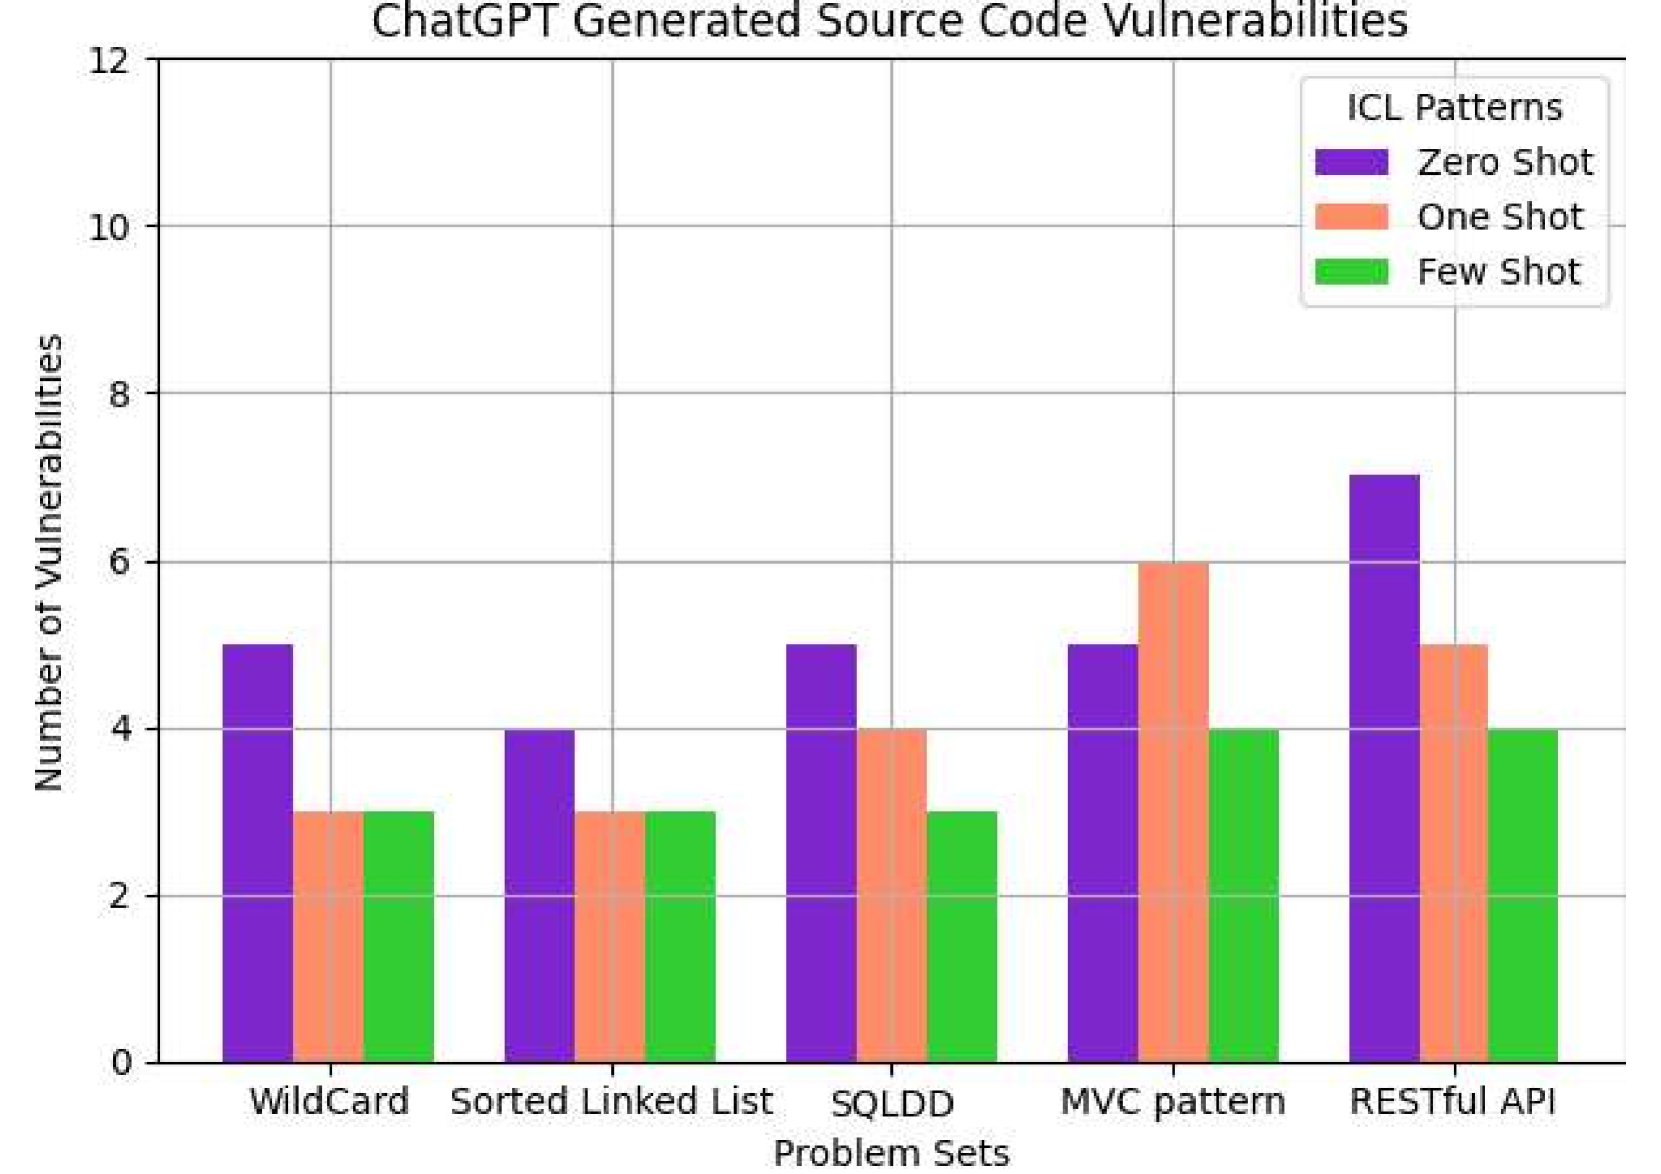 ChatGPT Generated Source Code Vulnerabilities
12
10
8
6
4
2
0
Number of Vulnerabilities
ICL Patterns
Zero Shot
One Shot
Few Shot
WildCard
Sorted Linked List
SQLDD
MVC pattern
RESTful API
Problem Sets